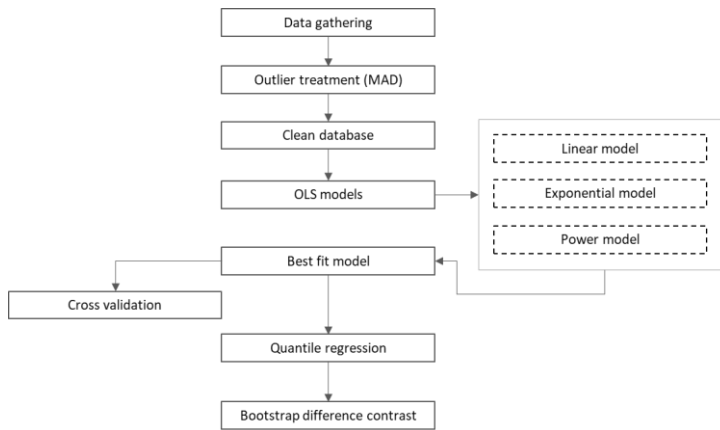 Data gathering
Outlier treatment (MAD)
Clean database
OLS models
Linear model
Exponential model
Power model
Best fit model
Cross validation
Quantile regression
Bootstrap difference contrast